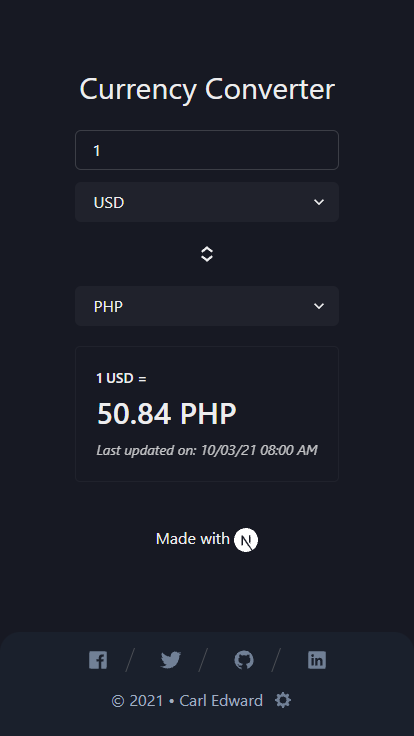 Currency Converter
1
USD
PHP
1 USD =
50.84 PHP
Last updated on: 10/03/21 08:00 AM
Made with N
© 2021 • Carl Edward